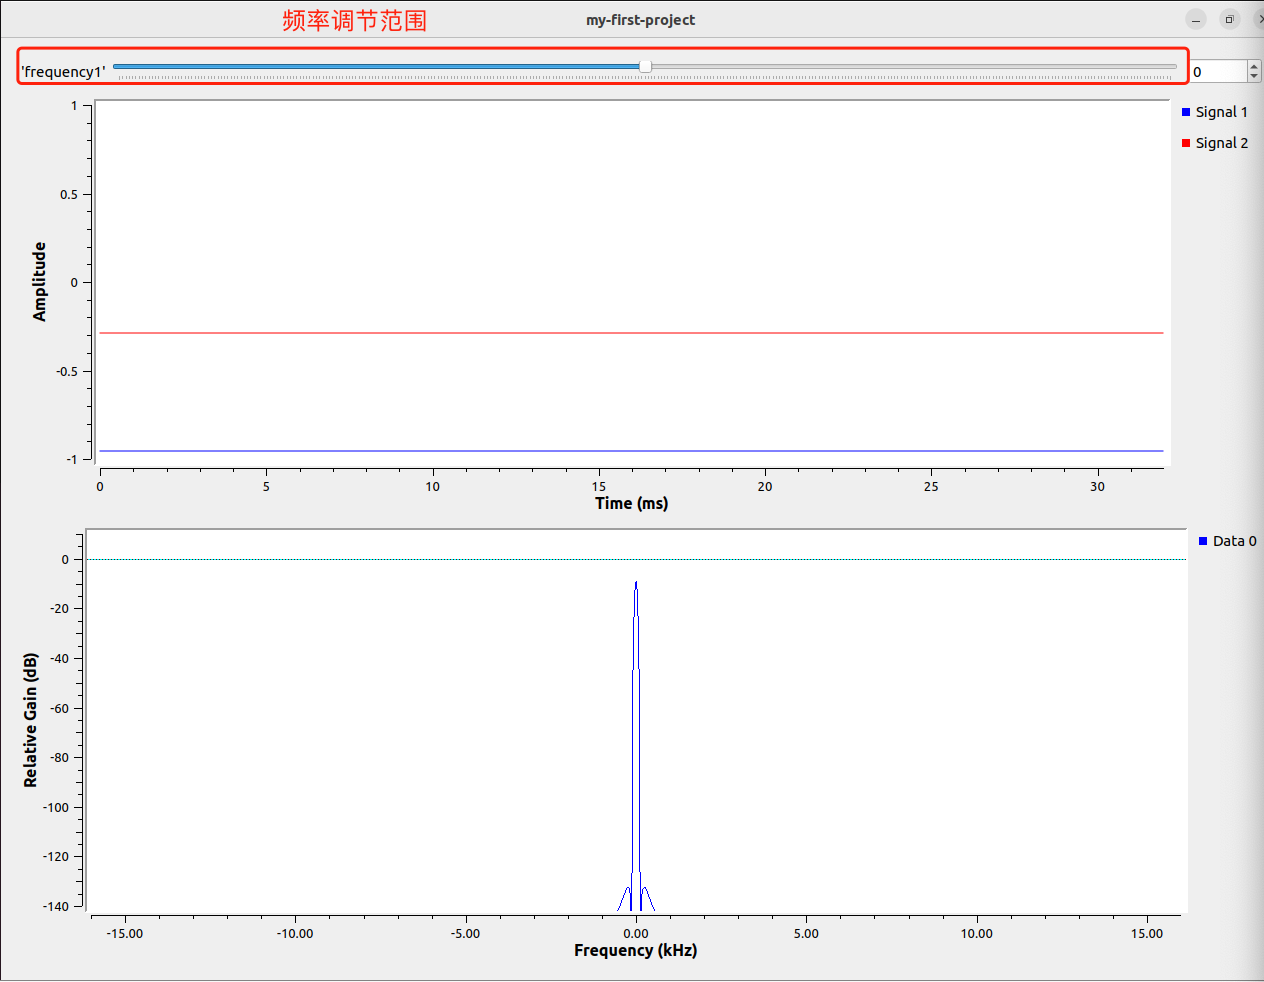 频率调节范围
my-first-project
'frequency1'
0
Signal 1
Signal 2
1
0.5
0
-0.5
-1
Amplitude
0
5
10
15
20
25
30
Time (ms)
Data 0
0
-20
-40
-60
-80
-100
-120
-140
Relative Gain (dB)
-15.00
-10.00
-5.00
0.00
5.00
10.00
15.00
Frequency (kHz)